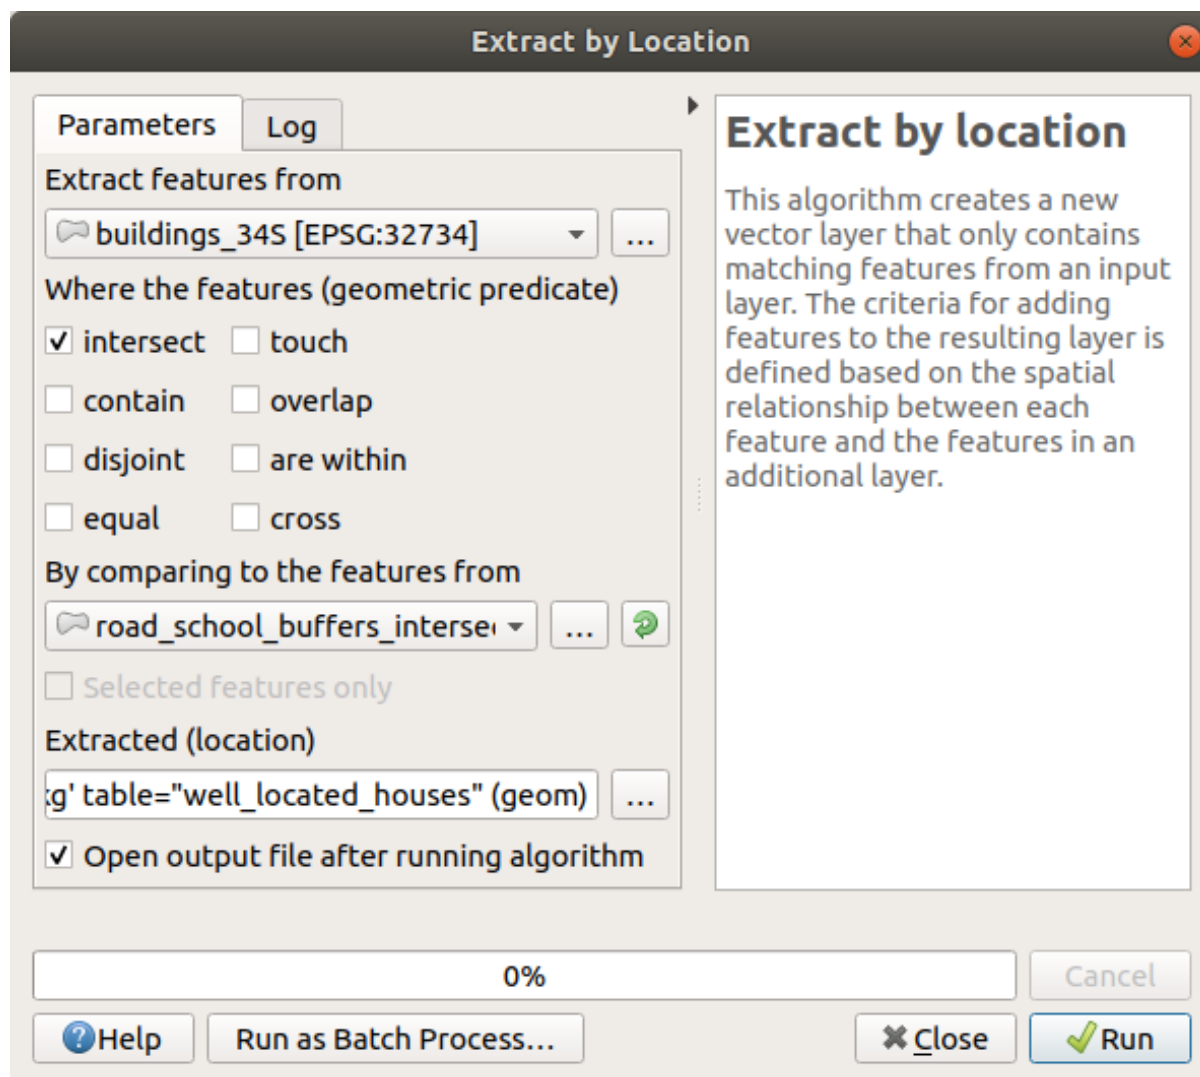 Extract by Location
Parameters
Log
Extract features from
buildings_34S [EPSG:32734]
...
Where the features (geometric predicate)
intersect
touch
contain
overlap
disjoint
are within
equal
cross
By comparing to the features from
road_school_buffers_interse
...
Selected features only
Extracted (location)
g' table="well_located_houses" (geom)
...
Open output file after running algorithm
Extract by location
This algorithm creates a new
vector layer that only contains
matching features from an input
layer. The criteria for adding
features to the resulting layer is
defined based on the spatial
relationship between each
feature and the features in an
additional layer.
0%
Cancel
Help
Run as Batch Process...
Close
Run